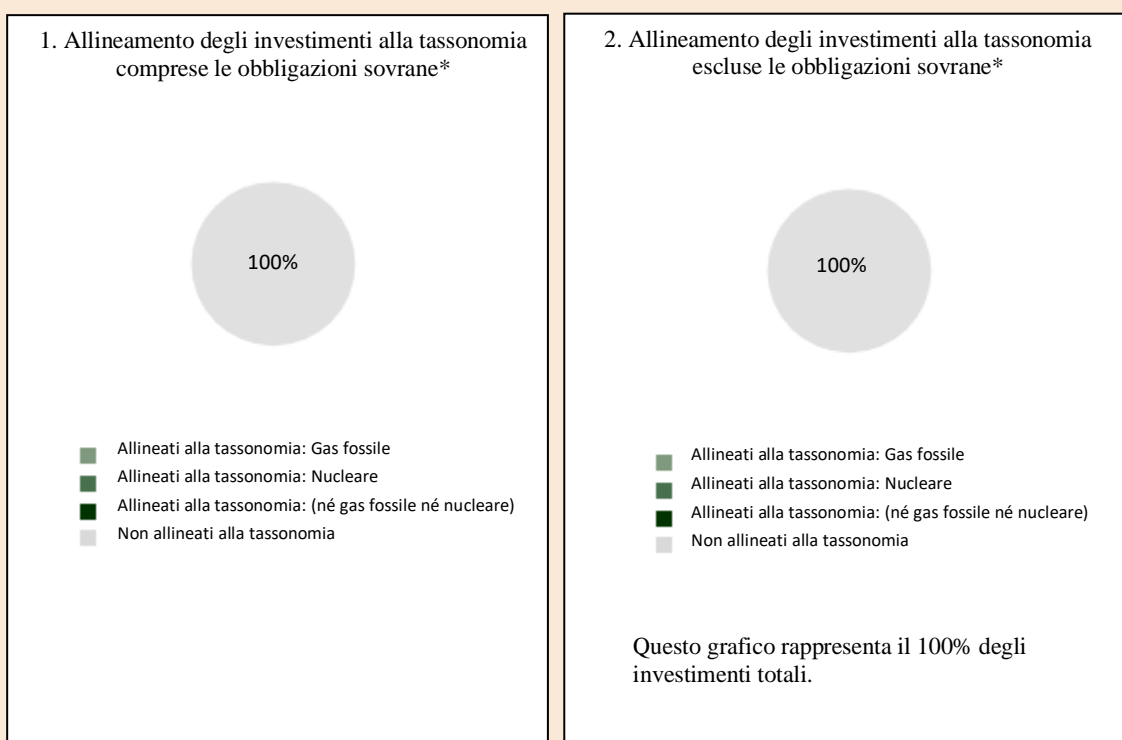 1. Allineamento degli investimenti alla tassonomia
comprese le obbligazioni sovrane*
100%
Allineati alla tassonomia: Gas fossile
Allineati alla tassonomia: Nucleare
Allineati alla tassonomia: (né gas fossile né nucleare)
Non allineati alla tassonomia
2. Allineamento degli investimenti alla tassonomia
escluse le obbligazioni sovrane*
100%
Allineati alla tassonomia: Gas fossile
Allineati alla tassonomia: Nucleare
Allineati alla tassonomia: (né gas fossile né nucleare)
Non allineati alla tassonomia
Questo grafico rappresenta il 100% degli
investimenti totali.